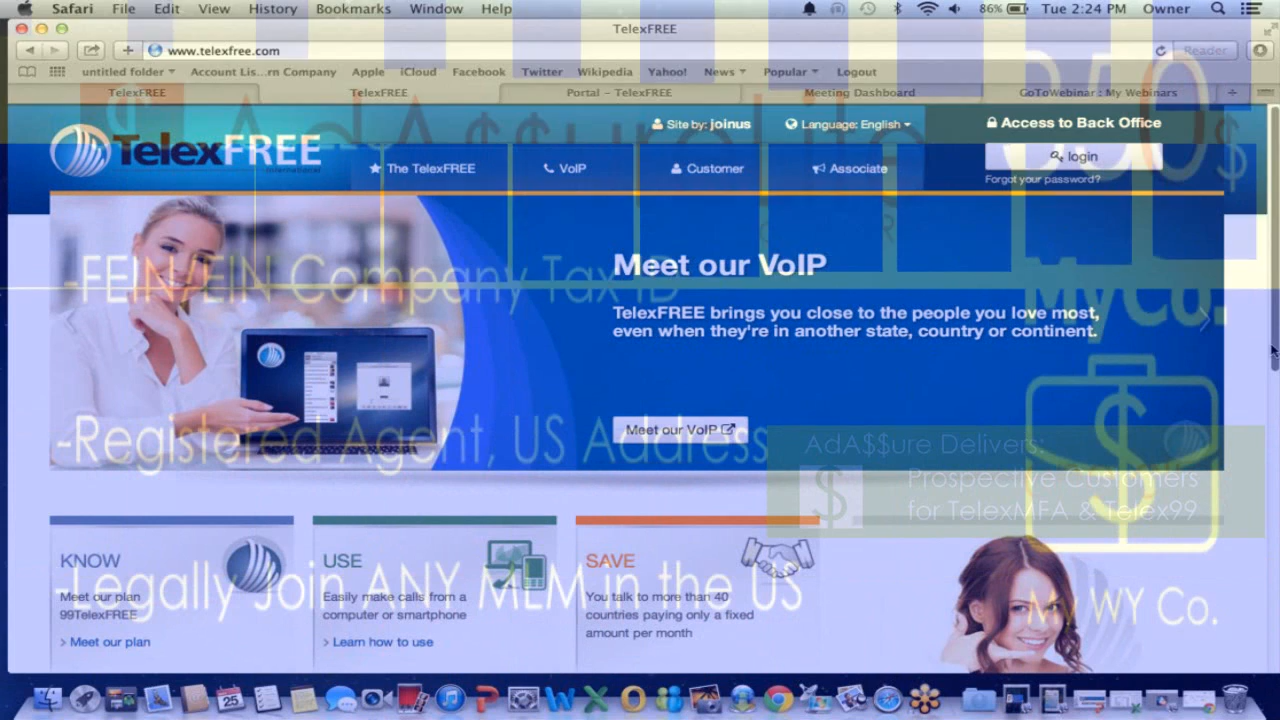 Safari File Edit View History Bookmarks Window Help 86% Tue 2:24 PM Owner
TelexFREE
www.telexfree.com Reader
untitled folder Account Lis...rn Company Apple iCloud Facebook Twitter Wikipedia Yahoo! News Popular Logout
TelexFREE TelexFREE Portal – TelexFREE Meeting Dashboard GoToWebinar : My Webinars
AdA$$ure
Site by: joinus Language: English Access to Back Office
TelexFREE
International
The TelexFREE VoIP Customer Associate login
Forgot your password?
Meet our VoIP
-FEIN/EIN Company Tax ID
MyCo.
TelexFREE brings you close to the people you love most,
even when they're in another state, country or continent.
Meet our VoIP
-Registered Agent, US Address
AdA$$ure Delivers:
Prospective Customers
for TelexMFA & Telex99
$
$
KNOW USE SAVE
-Legally Join ANY MLM in the US
MyWY Co.
Meet our plan
99TelexFREE
> Meet our plan
Easily make calls from a
computer or smartphone
> Learn how to use
You talk to more than 40
countries paying only a fixed
amount per month
25